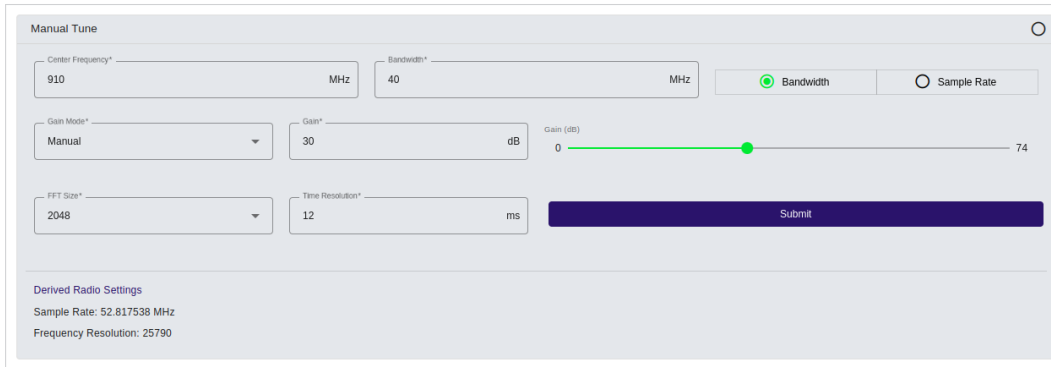 Manual Tune
Center Frequency*
910 MHz
Bandwidth*
40 MHz
Bandwidth
Sample Rate
Gain Mode*
Manual
Gain*
30 dB
Gain (dB)
0 74
FFT Size*
2048
Time Resolution*
12 ms
Submit
Derived Radio Settings
Sample Rate: 52.817538 MHz
Frequency Resolution: 25790